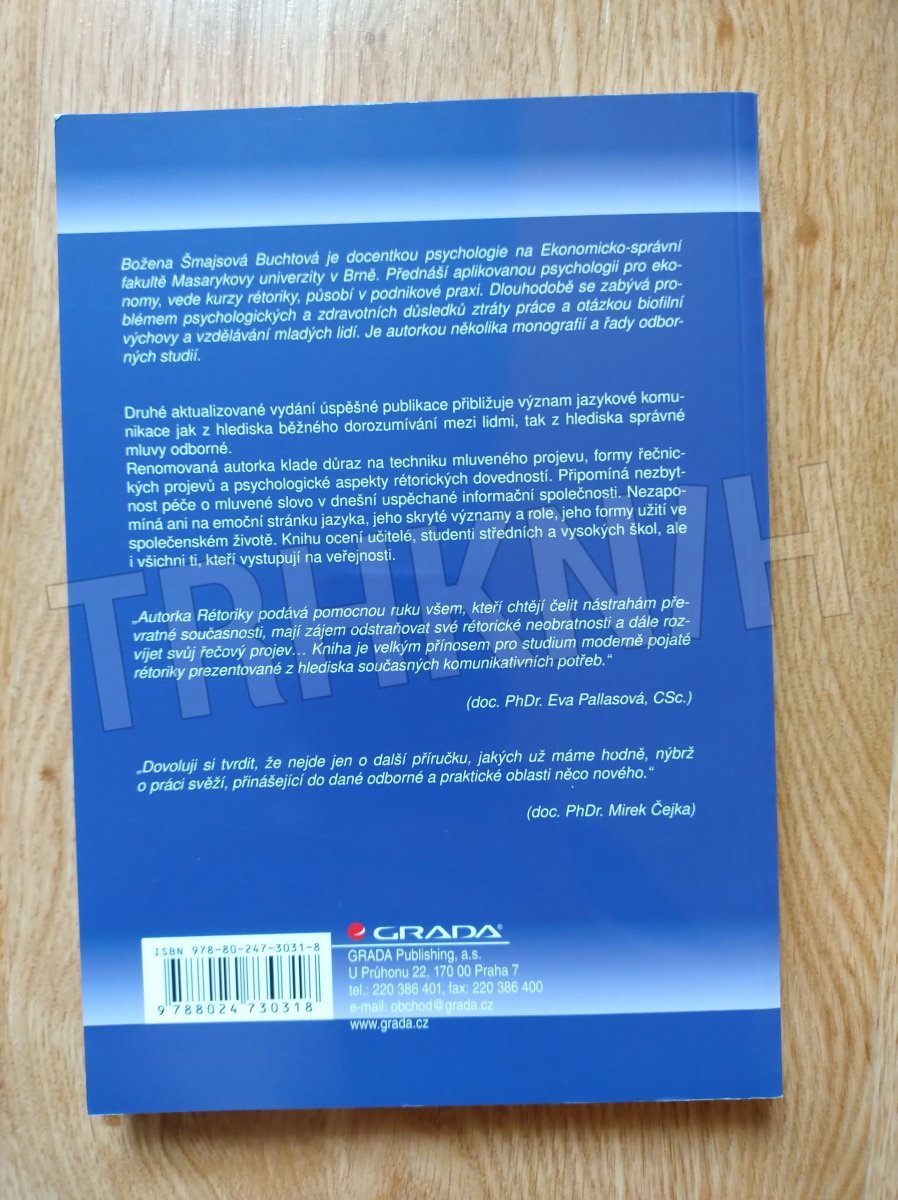 Božena Šmajsová Buchtová je docentkou psychologie na Ekonomicko-správní
fakultě Masarykovy univerzity v Brně. Přednáší aplikovanou psychologii pro eko-
nomy, vede kurzy rétoriky, působí v podnikové praxi. Dlouhodobě se zabývá pro-
blémem psychologických a zdravotních důsledků ztráty práce a otázkou biofilní
výchovy a vzdělávání mladých lidí. Je autorkou několika monografií a řady odbor-
ných studií.
Druhé aktualizované vydání úspěšné publikace přibližuje význam jazykové komu-
nikace jak z hlediska běžného dorozumívání mezi lidmi, tak z hlediska správné
mluvy odborné.
Renomovaná autorka klade důraz na techniku mluveného projevu, formy řečnic-
kých projevů a psychologické aspekty rétorických dovedností. Připomíná nezbyt-
nost péče o mluvené slovo v dnešní uspěchané informační společnosti. Nezapo-
míná ani na emoční stránku jazyka, jeho skryté významy a role, jeho formy užití ve
společenském životě. Knihu ocení učitelé, studenti středních a vysokých škol, ale
i všichni ti, kteří vystupují na veřejnosti.
TRHKNIH
„Autorka Rétoriky podává pomocnou ruku všem, kteří chtějí čelit nástrahám pře-
vratné současnosti, mají zájem odstraňovat své rétorické neobratnosti a dále roz-
víjet svůj řečový projev… Kniha je velkým přínosem pro studium moderně pojaté
rétoriky prezentované z hlediska současných komunikativních potřeb.“
(doc. PhDr. Eva Pallasová, CSc.)
„Dovoluji si tvrdit, že nejde jen o další příručku, jakých už máme hodně, nýbrž
o práci svěží, přinášející do dané odborné a praktické oblasti něco nového.“
(doc. PhDr. Mirek Čejka)
ISBN 978-80-247-3031-8
9 788024 730318
GRADA
GRADA Publishing, a.s.
U Průhonu 22, 170 00 Praha 7
tel.: 220 386 401, fax: 220 386 400
e-mail: obchod@grada.cz
www.grada.cz